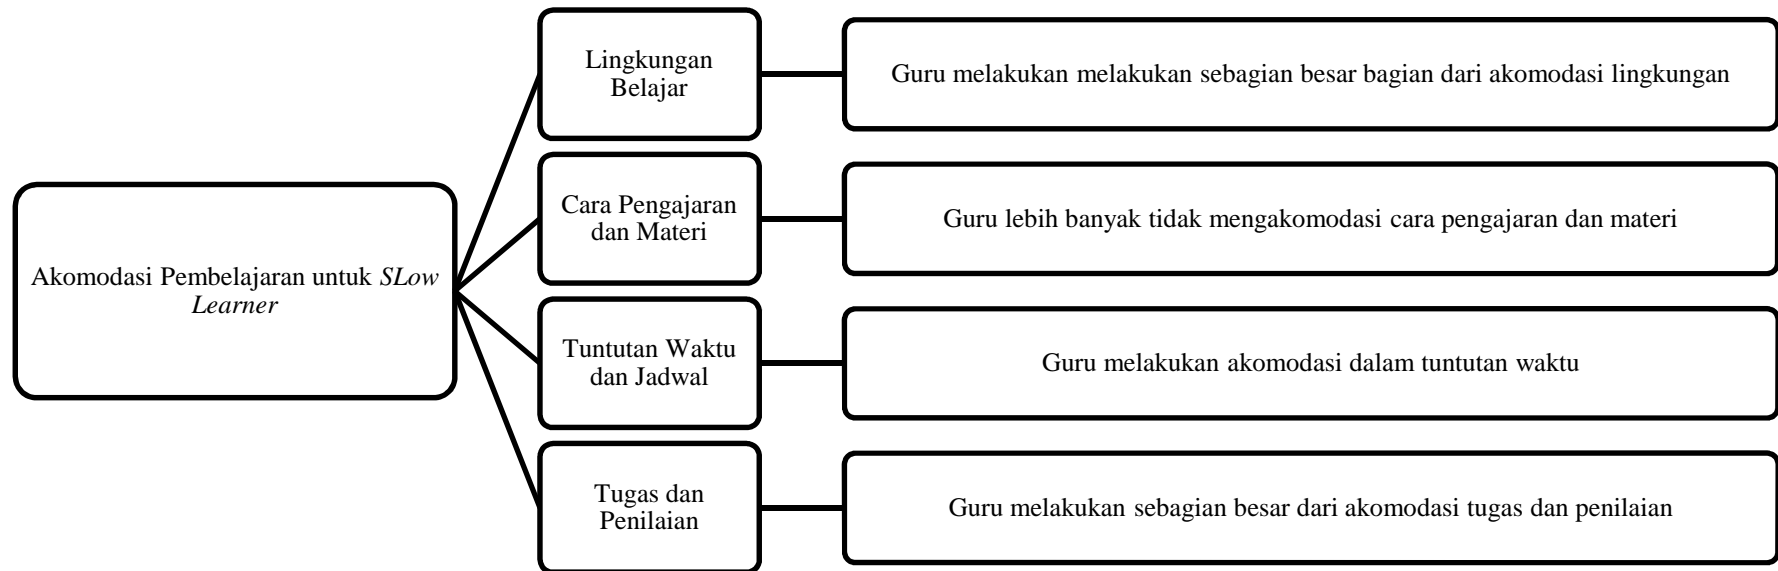 Lingkungan
Belajar
Guru melakukan melakukan sebagian besar bagian dari akomodasi lingkungan
Cara Pengajaran
dan Materi
Guru lebih banyak tidak mengakomodasi cara pengajaran dan materi
Akomodasi Pembelajaran untuk SLow
Learner
Tuntutan Waktu
dan Jadwal
Guru melakukan akomodasi dalam tuntutan waktu
Tugas dan
Penilaian
Guru melakukan sebagian besar dari akomodasi tugas dan penilaian